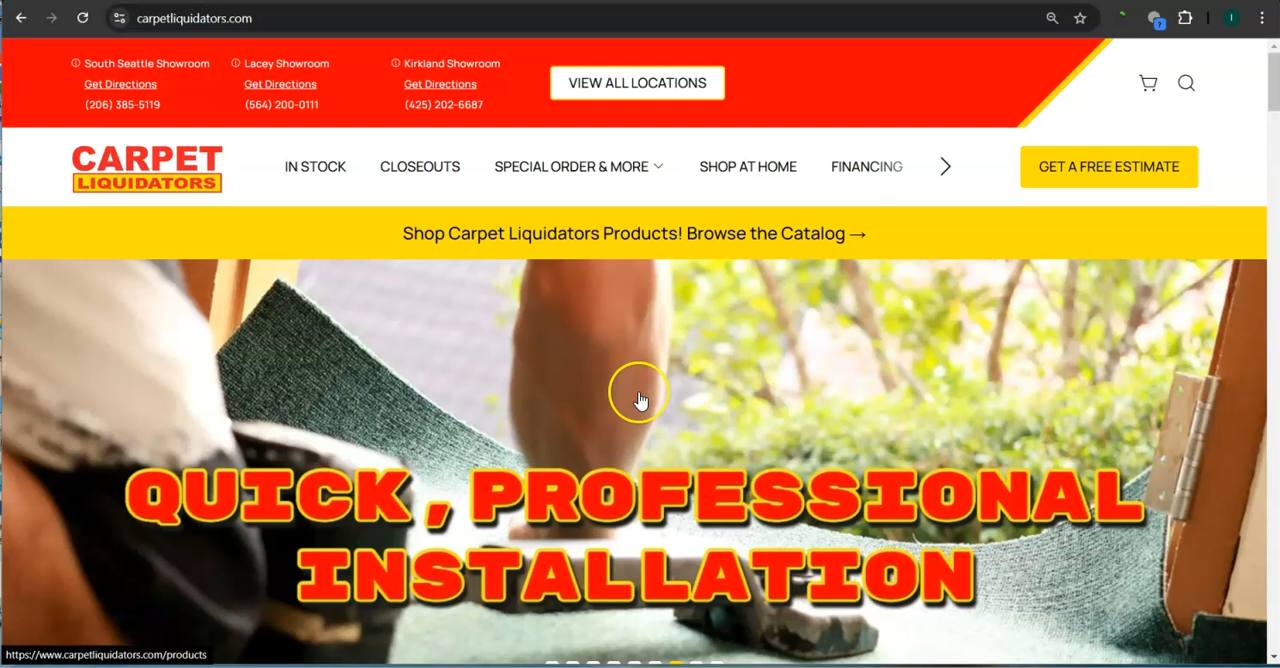 carpetliquidators.com
South Seattle Showroom
Get Directions
(206) 385-5119
Lacey Showroom
Get Directions
(564) 200-0111
Kirkland Showroom
Get Directions
(425) 202-6687
VIEW ALL LOCATIONS
CARPET
LIQUIDATORS
IN STOCK
CLOSEOUTS
SPECIAL ORDER & MORE
SHOP AT HOME
FINANCING
GET A FREE ESTIMATE
Shop Carpet Liquidators Products! Browse the Catalog →
QUICK, PROFESSIONAL
INSTALLATION
https://www.carpetliquidators.com/products